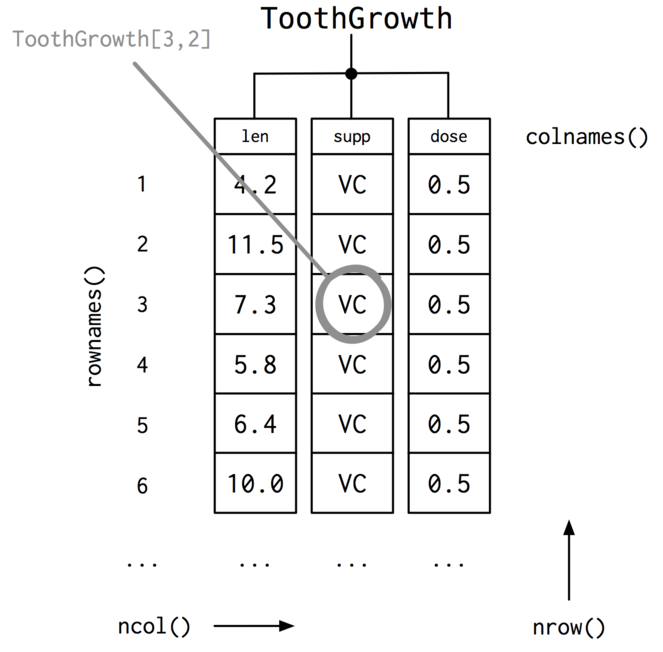 ToothGrowth
ToothGrowth[3,2]
len supp dose colnames()
1 4.2 VC 0.5
2 11.5 VC 0.5
rownames()
3 7.3 VC 0.5
4 5.8 VC 0.5
5 6.4 VC 0.5
6 10.0 VC 0.5
... ... ... ...
ncol() nrow()